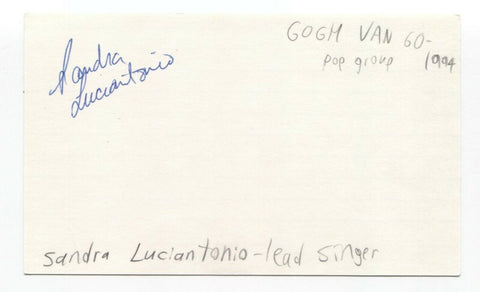 Sandra
Luciantonio
GOGH VAN 60-
pop group 1994
Sandra Luciantonio - lead singer